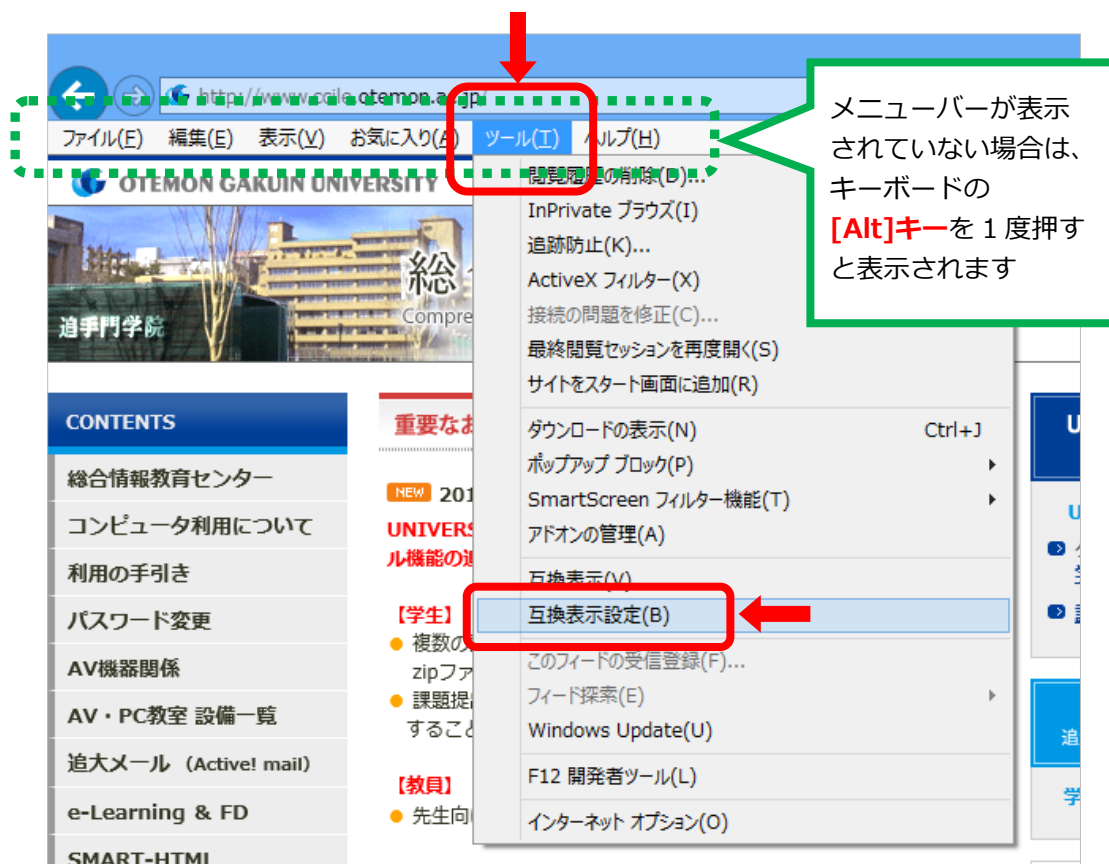 http://www.ccile.otemon.ac.jp/
ファイル(F) 編集(E) 表示(V) お気に入り(A) ツール(T) ヘルプ(H)
メニューバーが表示
されていない場合は、
キーボードの
[Alt]キーを1度押す
と表示されます
OTEMON GAKUIN UNIVERSITY
総
Compre
追手門学院
閲覧履歴の削除(D)...
InPrivate ブラウズ(I)
追跡防止(K)...
ActiveX フィルター(X)
接続の問題を修正(C)...
最終閲覧セッションを再度開く(S)
サイトをスタート画面に追加(R)
ダウンロードの表示(N) Ctrl+J
ポップアップ ブロック(P)
SmartScreen フィルター機能(T)
アドオンの管理(A)
互換表示(V)
互換表示設定(B)
このフィードの受信登録(F)...
フィード探索(E)
Windows Update(U)
F12 開発者ツール(L)
インターネット オプション(O)
CONTENTS
総合情報教育センター
コンピュータ利用について
利用の手引き
パスワード変更
AV機器関係
AV・PC教室 設備一覧
追大メール (Active! mail)
e-Learning & FD
SMART-HTML
重要なお
NEW 201
UNIVERS
ル機能の追
【学生】
複数の
zipファ
課題提出
すること
【教員】
先生向け
U
U
追
学